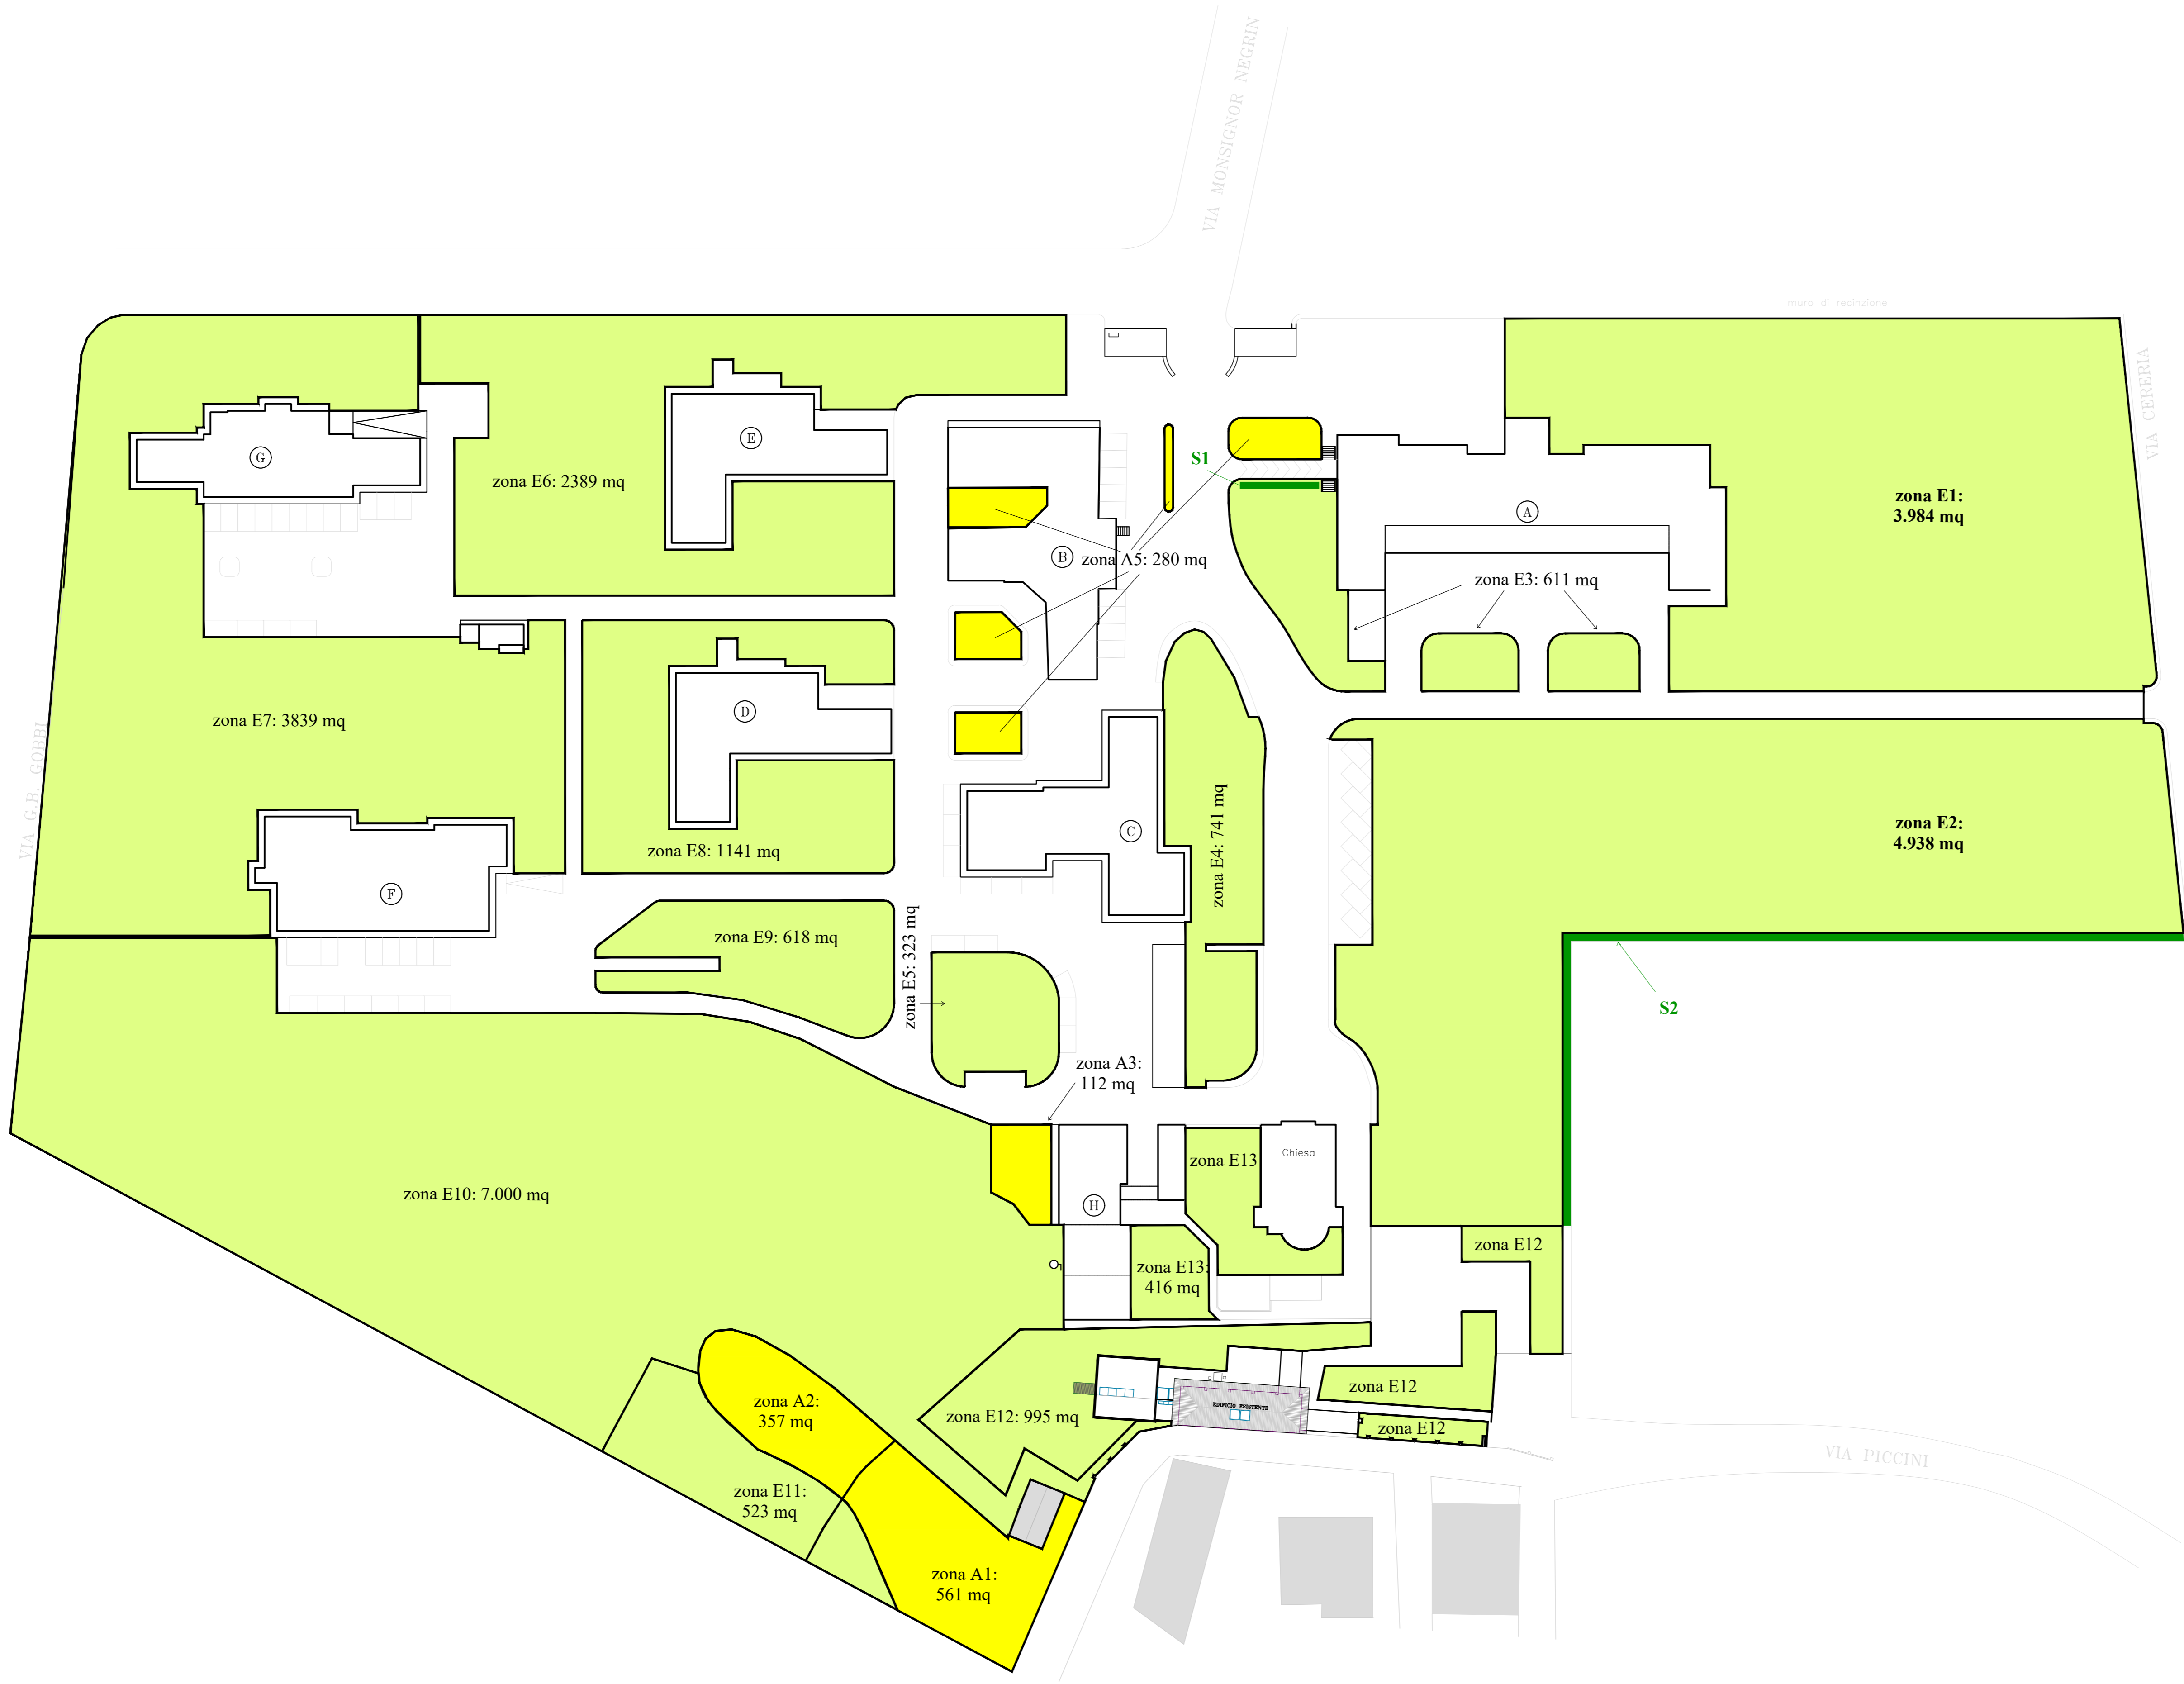 VIA MONSIGNOR NEGRIN
muro di recinzione
VIA CERERIA
G
E
zona E6: 2389 mq
S1
A
zona E1:
3.984 mq
B
zona A5: 280 mq
zona E3: 611 mq
VIA G.B. GOBBI
zona E7: 3839 mq
D
zona E8: 1141 mq
C
zona E4: 741 mq
zona E2:
4.938 mq
F
zona E9: 618 mq
zona E5: 323 mq
S2
zona A3:
112 mq
zona E10: 7.000 mq
H
zona E13
Chiesa
zona E13:
416 mq
zona E12
zona A2:
357 mq
zona E12: 995 mq
EDIFICIO ESISTENTE
zona E12
zona E12
VIA PICCINI
zona E11:
523 mq
zona A1:
561 mq